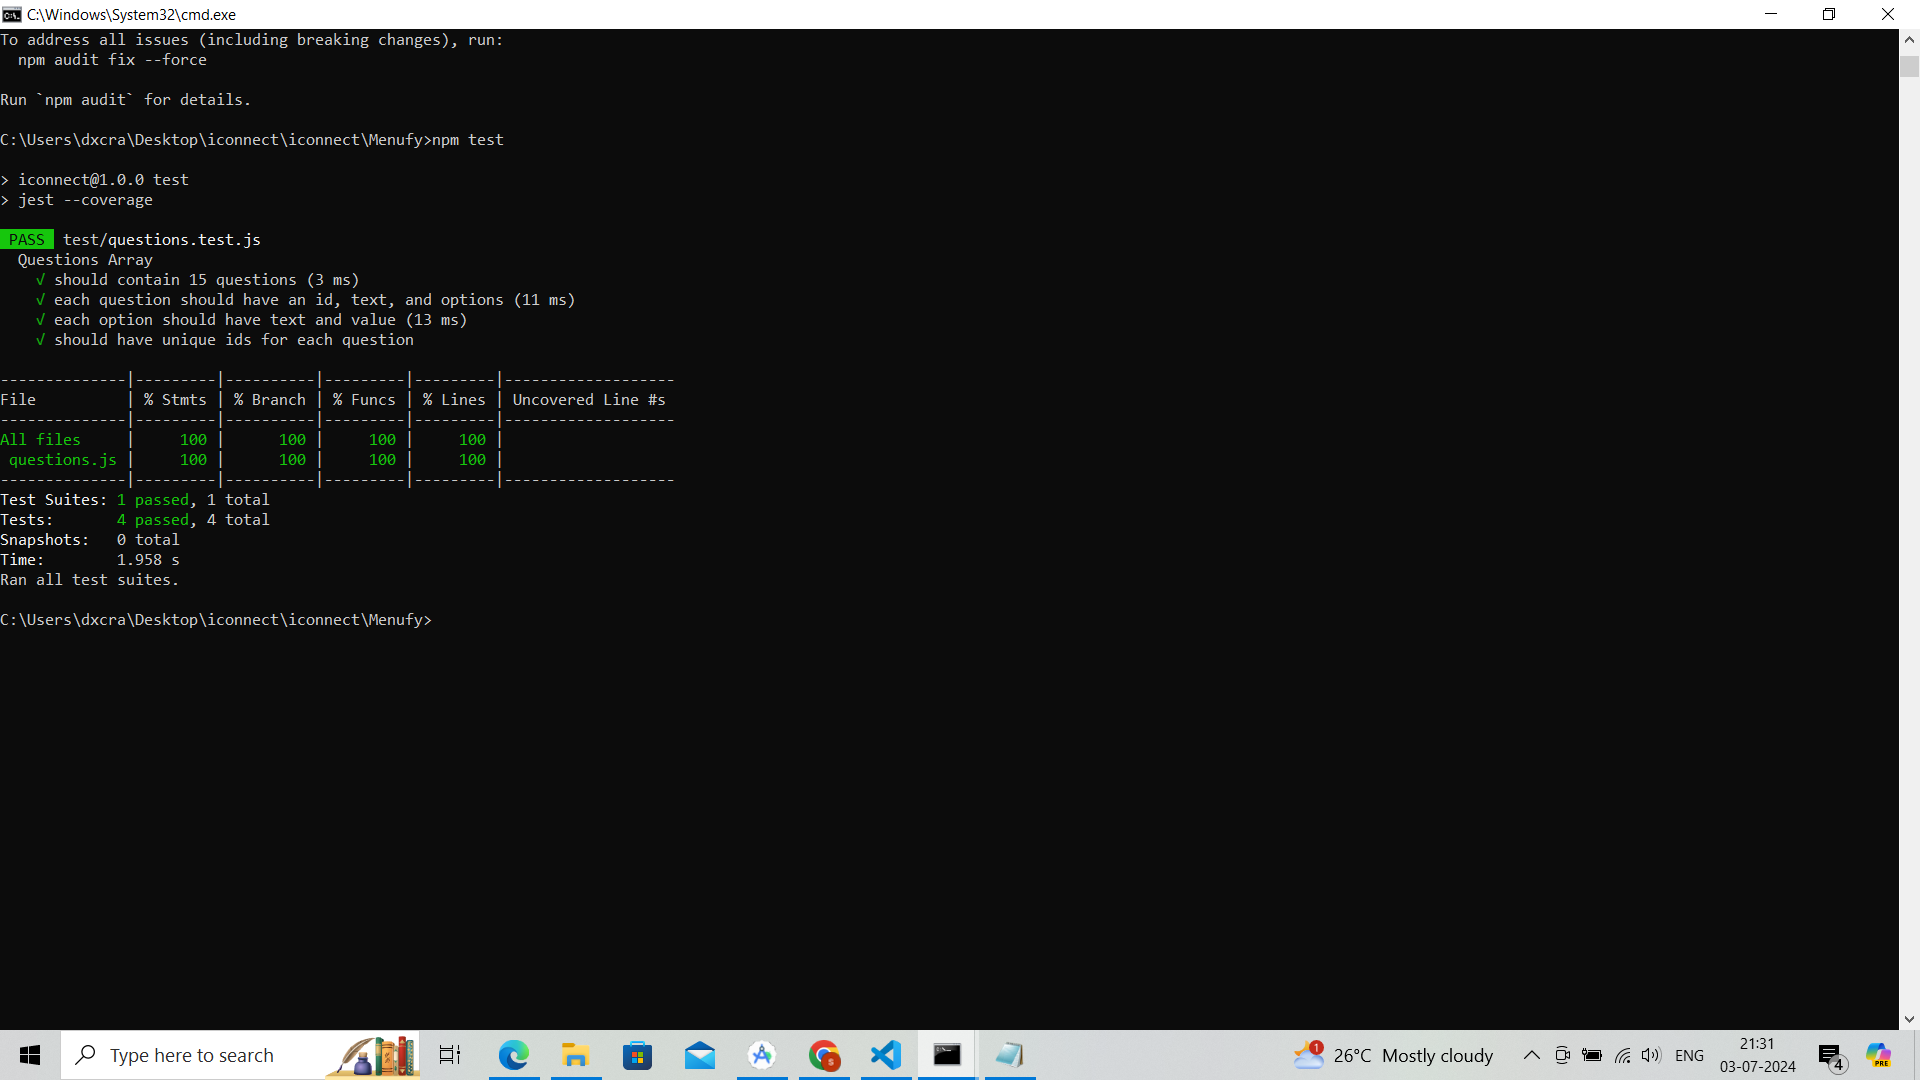 C:\Windows\System32\cmd.exe
To address all issues (including breaking changes), run:
  npm audit fix --force

Run `npm audit` for details.

C:\Users\dxcra\Desktop\iconnect\iconnect\Menufy>npm test

> iconnect@1.0.0 test
> jest --coverage

 PASS  test/questions.test.js
  Questions Array
    √ should contain 15 questions (3 ms)
    √ each question should have an id, text, and options (11 ms)
    √ each option should have text and value (13 ms)
    √ should have unique ids for each question

--------------|---------|----------|---------|---------|-------------------
File          | % Stmts | % Branch | % Funcs | % Lines | Uncovered Line #s
--------------|---------|----------|---------|---------|-------------------
All files     |     100 |      100 |     100 |     100 |
 questions.js |     100 |      100 |     100 |     100 |
--------------|---------|----------|---------|---------|-------------------
Test Suites: 1 passed, 1 total
Tests:       4 passed, 4 total
Snapshots:   0 total
Time:        1.958 s
Ran all test suites.

C:\Users\dxcra\Desktop\iconnect\iconnect\Menufy>
Type here to search
1
26°C Mostly cloudy
ENG
21:31
03-07-2024
4
PRE